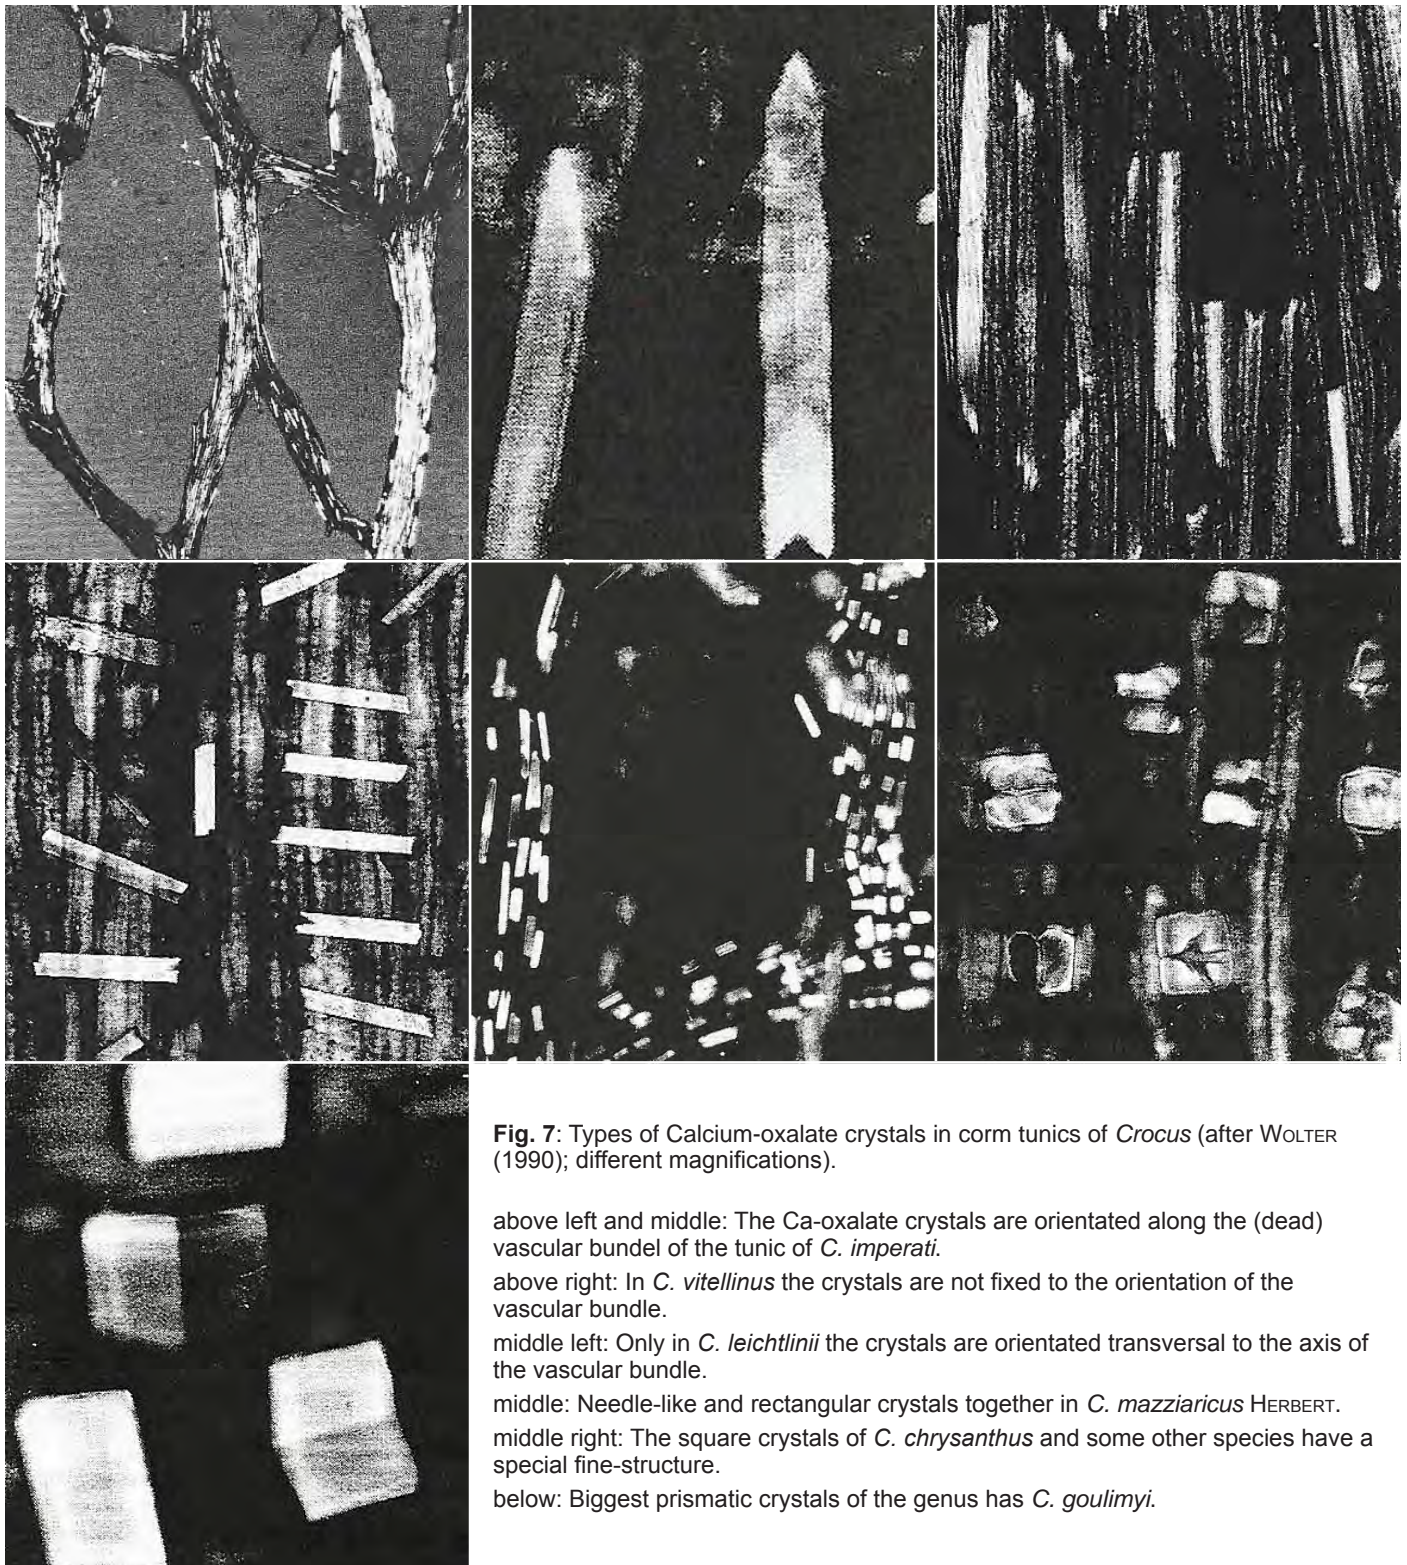 Fig. 7: Types of Calcium-oxalate crystals in corm tunics of Crocus (after WOLTER
(1990); different magnifications).
above left and middle: The Ca-oxalate crystals are orientated along the (dead)
vascular bundel of the tunic of C. imperati.
above right: In C. vitellinus the crystals are not fixed to the orientation of the
vascular bundle.
middle left: Only in C. leichtlinii the crystals are orientated transversal to the axis of
the vascular bundle.
middle: Needle-like and rectangular crystals together in C. mazziaricus HERBERT.
middle right: The square crystals of C. chrysanthus and some other species have a
special fine-structure.
below: Biggest prismatic crystals of the genus has C. goulimyi.